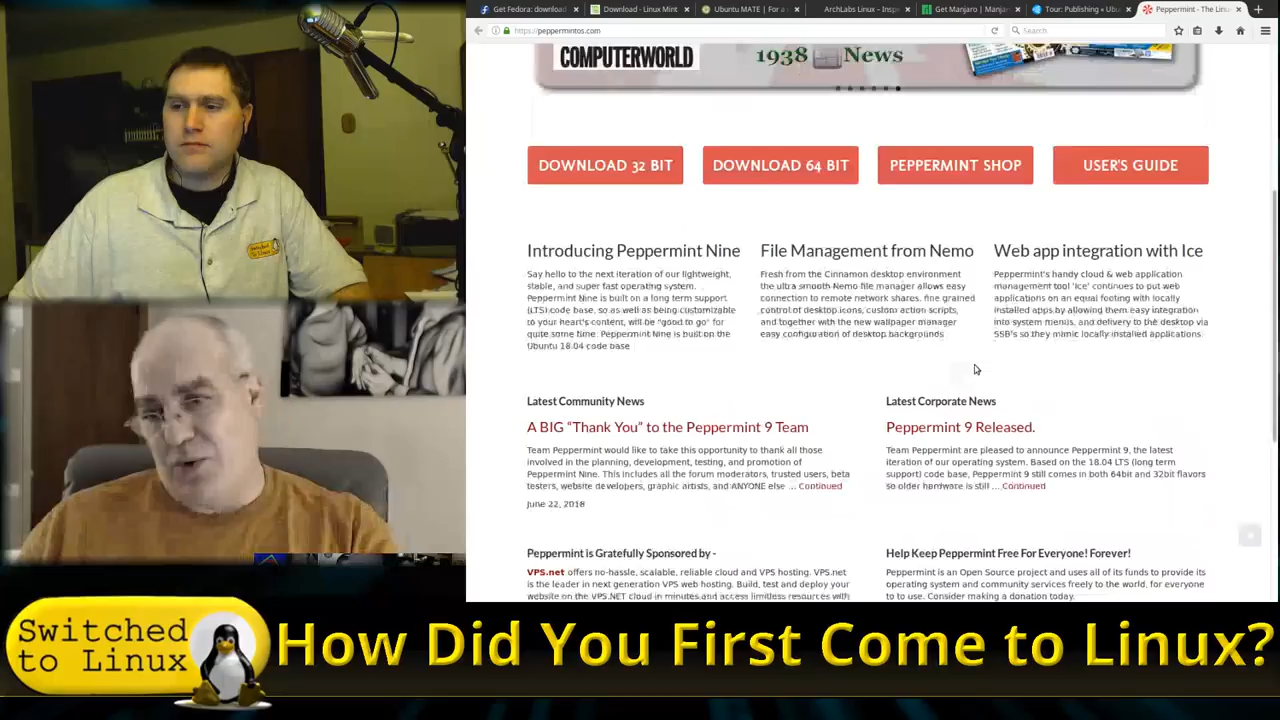 Get Fedora: download
Download - Linux Mint
Ubuntu MATE | For a
ArchLabs Linux – Insp
Get Manjaro | Manjar
Tour: Publishing « Ub
Peppermint - The Lin
https://peppermintos.com
Search
COMPUTERWORLD
1938 News
DOWNLOAD 32 BIT
DOWNLOAD 64 BIT
PEPPERMINT SHOP
USER'S GUIDE
Introducing Peppermint Nine
Say hello to the next iteration of our lightweight,
stable, and super fast operating system.
Peppermint Nine is built on a long term support
(LTS) code base, so as well as being customizable
to your heart's content, will be "good to go" for
quite some time. Peppermint Nine is built on the
Ubuntu 18.04 code base
File Management from Nemo
Fresh from the Cinnamon desktop environment
the ultra smooth Nemo file manager allows easy
connection to remote network shares, fine grained
control of desktop icons, custom action scripts,
and together with the new wallpaper manager
easy configuration of desktop backgrounds
Web app integration with Ice
Peppermint's handy cloud & web application
management tool 'Ice' continues to put web
applications on an equal footing with locally
installed apps by allowing them easy integration
into system menus, and delivery to the desktop via
SSB's so they mimic locally installed applications.
Latest Community News
A BIG “Thank You” to the Peppermint 9 Team
Team Peppermint would like to take this opportunity to thank all those
involved in the planning, development, testing, and promotion of
Peppermint Nine. This includes all the forum moderators, trusted users, beta
testers, website developers, graphic artists, and ANYONE else ... Continued
June 22, 2018
Latest Corporate News
Peppermint 9 Released.
Team Peppermint are pleased to announce Peppermint 9, the latest
iteration of our operating system. Based on the 18.04 LTS (long term
support) code base, Peppermint 9 still comes in both 64bit and 32bit flavors
so older hardware is still ... Continued
Peppermint is Gratefully Sponsored by -
VPS.net offers no-hassle, scalable, reliable cloud and VPS hosting. VPS.net
is the leader in next generation VPS web hosting. Build, test and deploy your
website on the VPS.NET cloud in minutes and access limitless resources with
Help Keep Peppermint Free For Everyone! Forever!
Peppermint is an Open Source project and uses all of its funds to provide its
operating system and community services freely to the world, for everyone
to to use. Consider making a donation today.
Switched
to Linux
How Did You First Come to Linux?